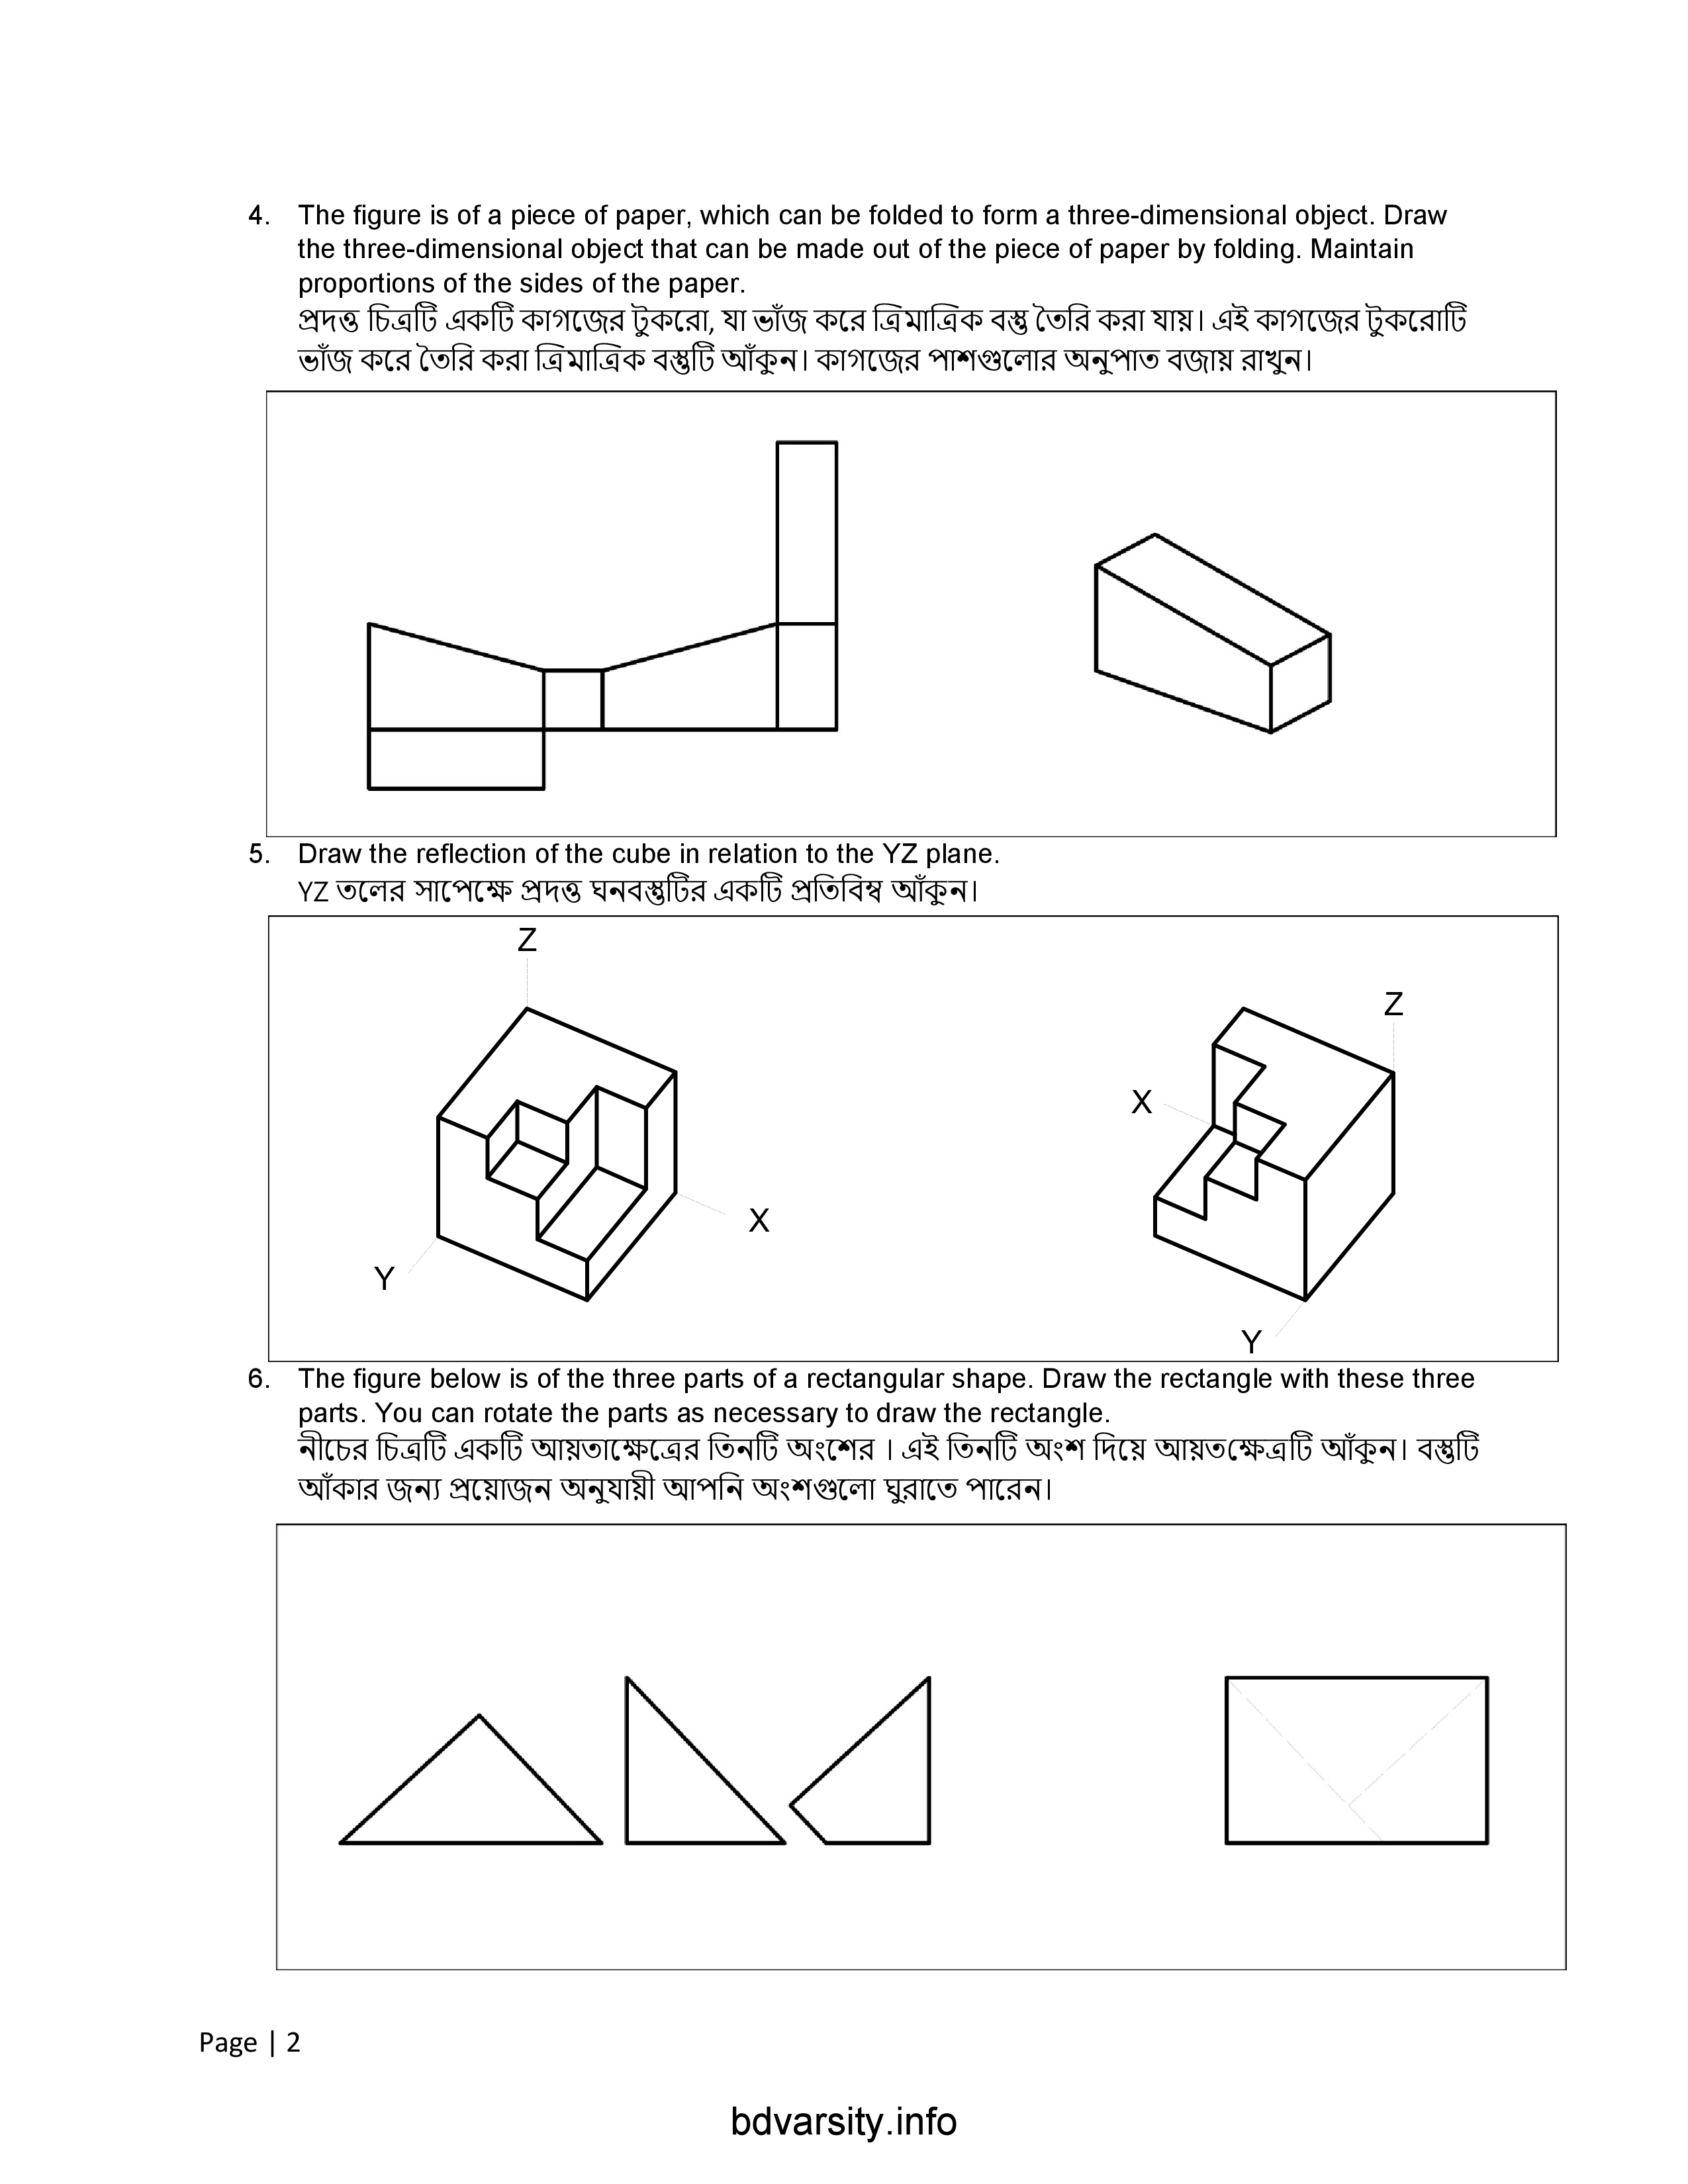 4. The figure is of a piece of paper, which can be folded to form a three-dimensional object. Draw
the three-dimensional object that can be made out of the piece of paper by folding. Maintain
proportions of the sides of the paper.
প্রদত্ত চিত্রটি একটি কাগজের টুকরো, যা ভাঁজ করে ত্রিমাত্রিক বস্তু তৈরি করা যায়। এই কাগজের টুকরোটি
ভাঁজ করে তৈরি করা ত্রিমাত্রিক বস্তুটি আঁকুন। কাগজের পাশগুলোর অনুপাত বজায় রাখুন।
5. Draw the reflection of the cube in relation to the YZ plane.
YZ তলের সাপেক্ষে প্রদত্ত ঘনবস্তুটির একটি প্রতিবিম্ব আঁকুন।
Z
X
Y
Z
X
Y
6. The figure below is of the three parts of a rectangular shape. Draw the rectangle with these three
parts. You can rotate the parts as necessary to draw the rectangle.
নীচের চিত্রটি একটি আয়তাক্ষেত্রের তিনটি অংশের । এই তিনটি অংশ দিয়ে আয়তক্ষেত্রটি আঁকুন। বস্তুটি
আঁকার জন্য প্রয়োজন অনুযায়ী আপনি অংশগুলো ঘুরাতে পারেন।
Page | 2
bdvarsity.info